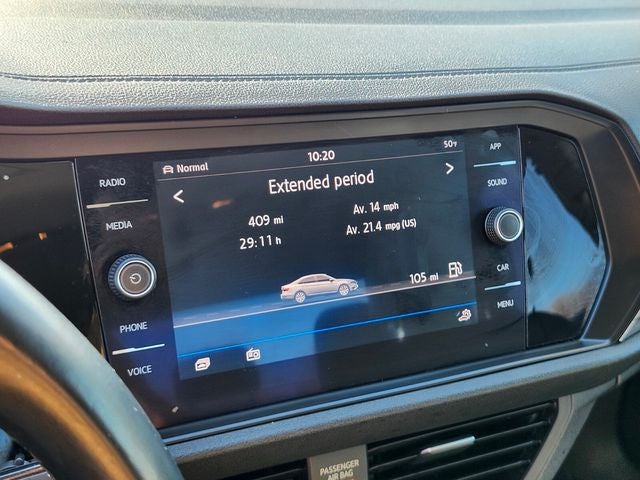 Normal
10:20
50°F
Extended period
409 mi
29:11 h
Av. 14 mph
Av. 21.4 mpg (US)
105 mi
RADIO
MEDIA
PHONE
VOICE
APP
SOUND
CAR
MENU
PASSENGER
AIR BAG